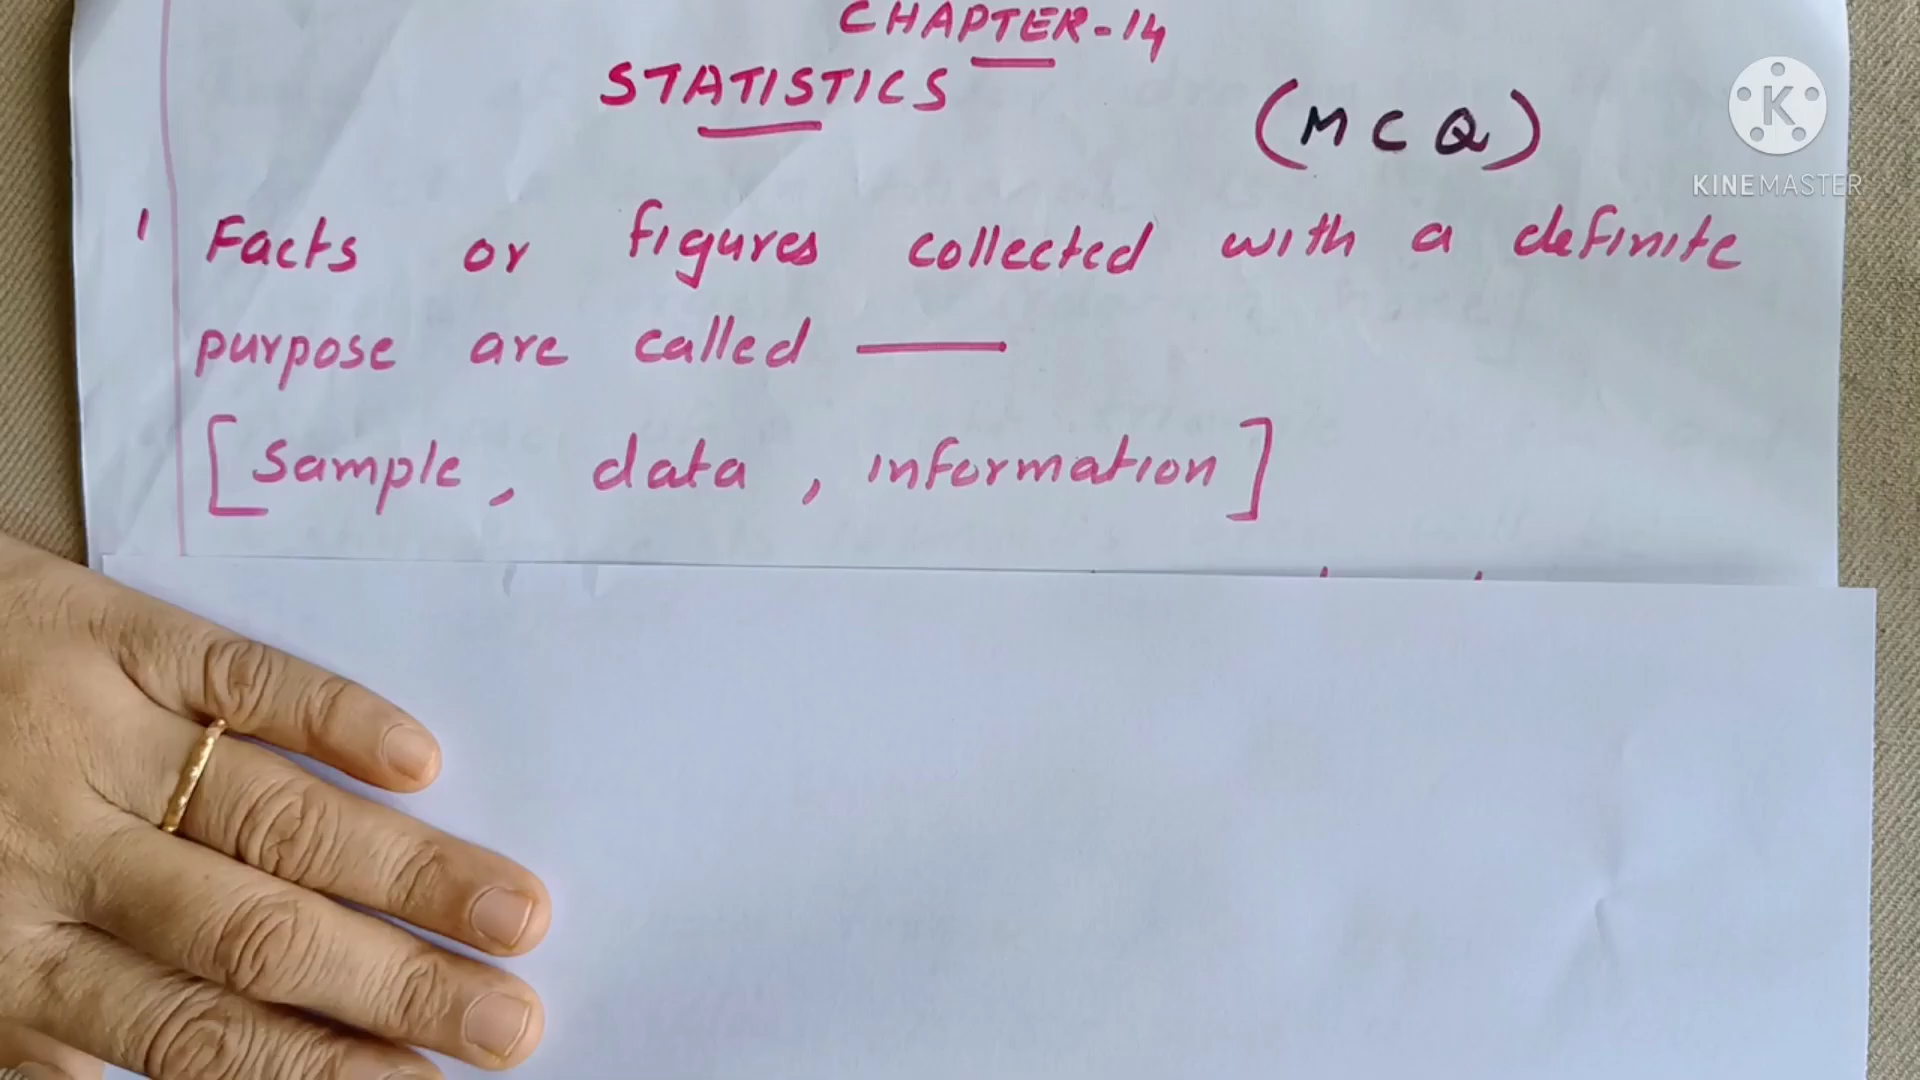 CHAPTER-14
STATISTICS
(MCQ)
K
KINEMASTER
1 Facts or figures collected with a definite
purpose are called ——
[Sample, data, information]